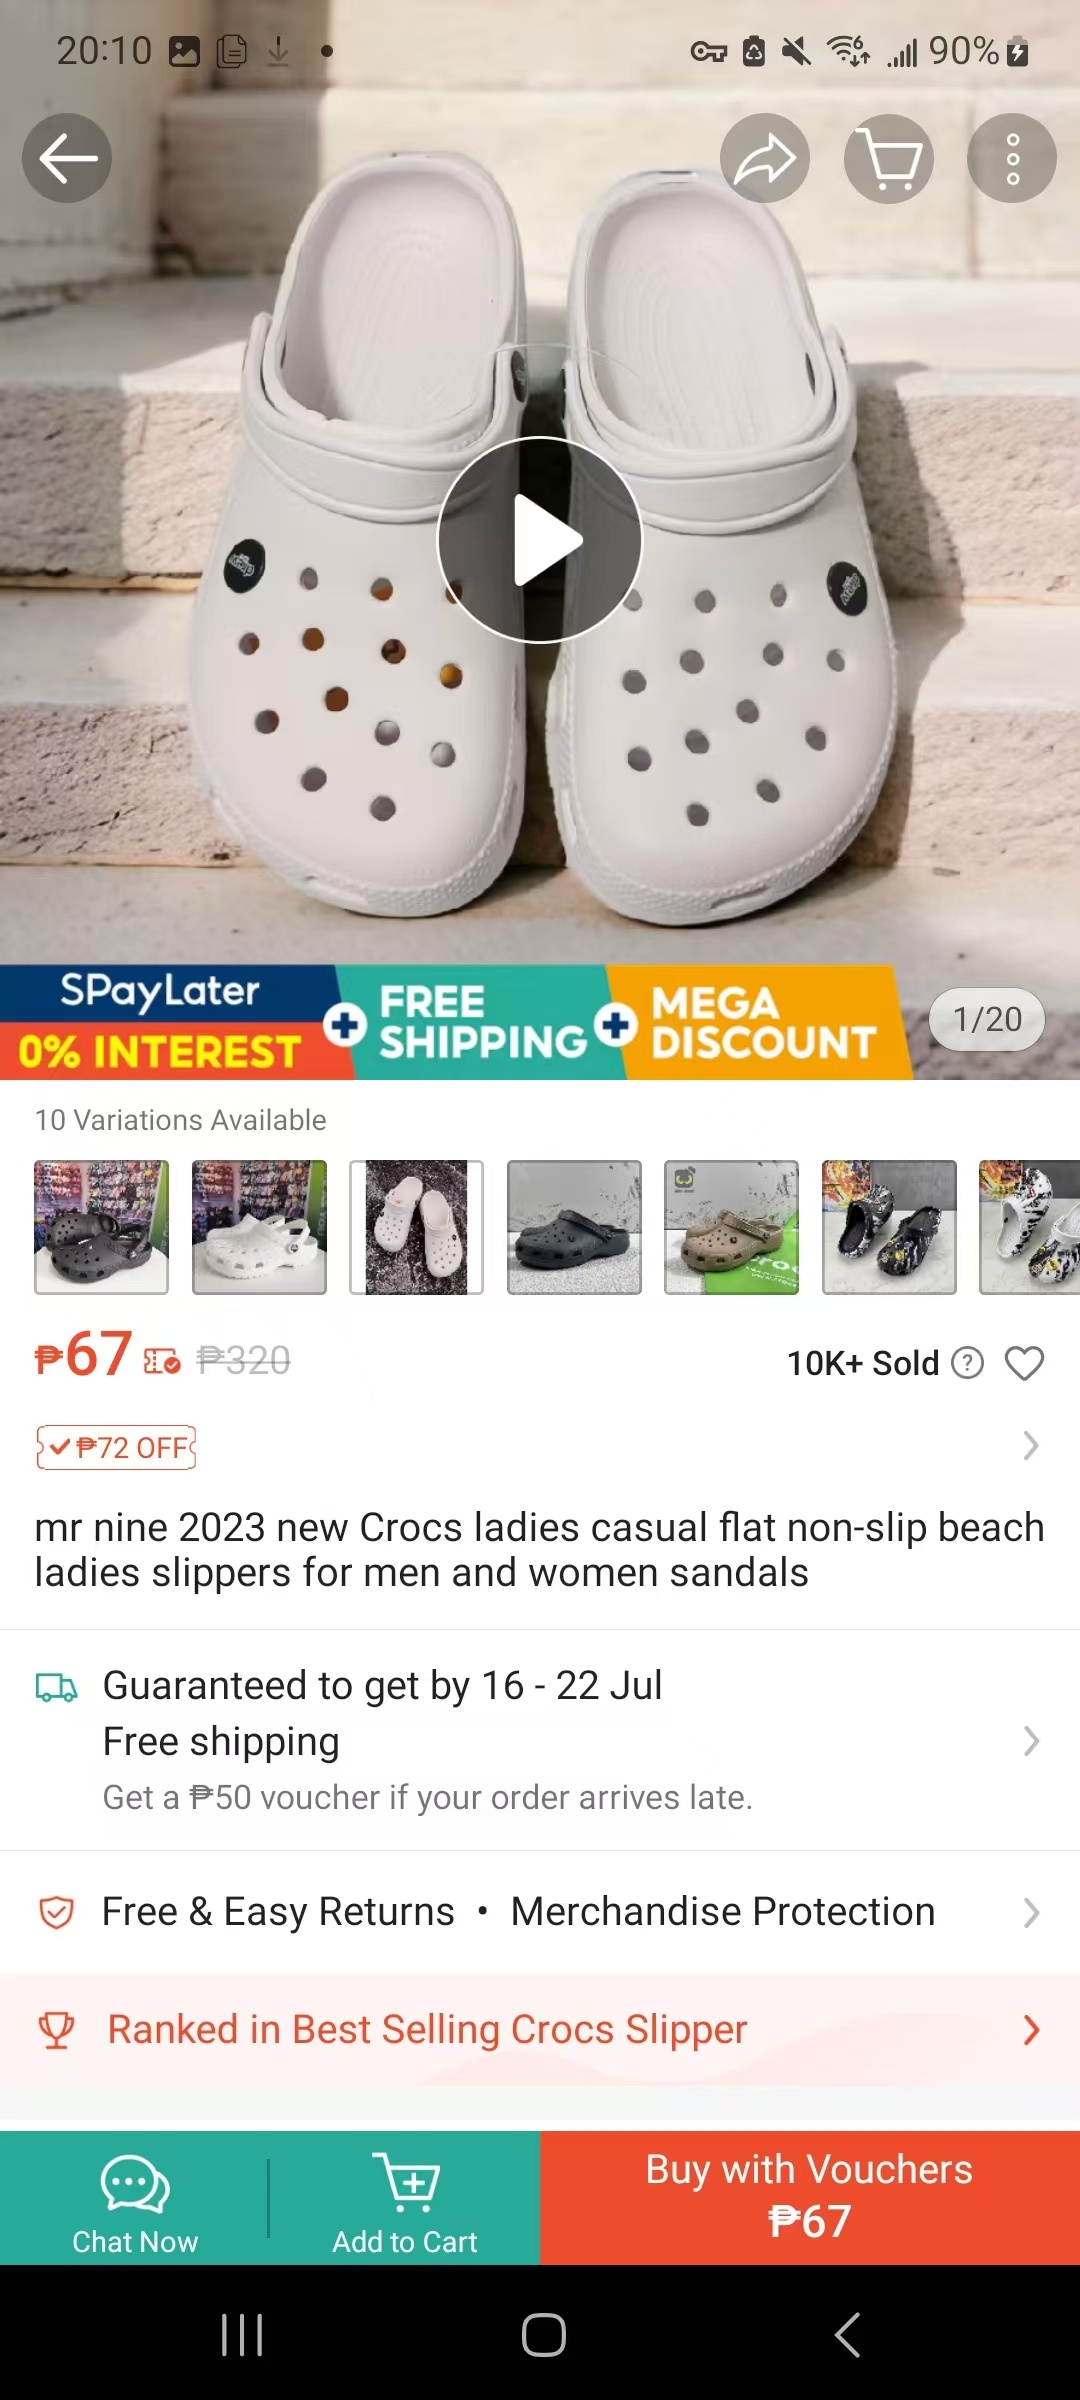 20:10
6
90%
SPayLater
0% INTEREST
FREE
SHIPPING
MEGA
DISCOUNT
1/20
10 Variations Available
₱67 ₱320
10K+ Sold ?
₱72 OFF
mr nine 2023 new Crocs ladies casual flat non-slip beach
ladies slippers for men and women sandals
Guaranteed to get by 16 - 22 Jul
Free shipping
Get a ₱50 voucher if your order arrives late.
Free & Easy Returns • Merchandise Protection
Ranked in Best Selling Crocs Slipper
Chat Now
Add to Cart
Buy with Vouchers
₱67